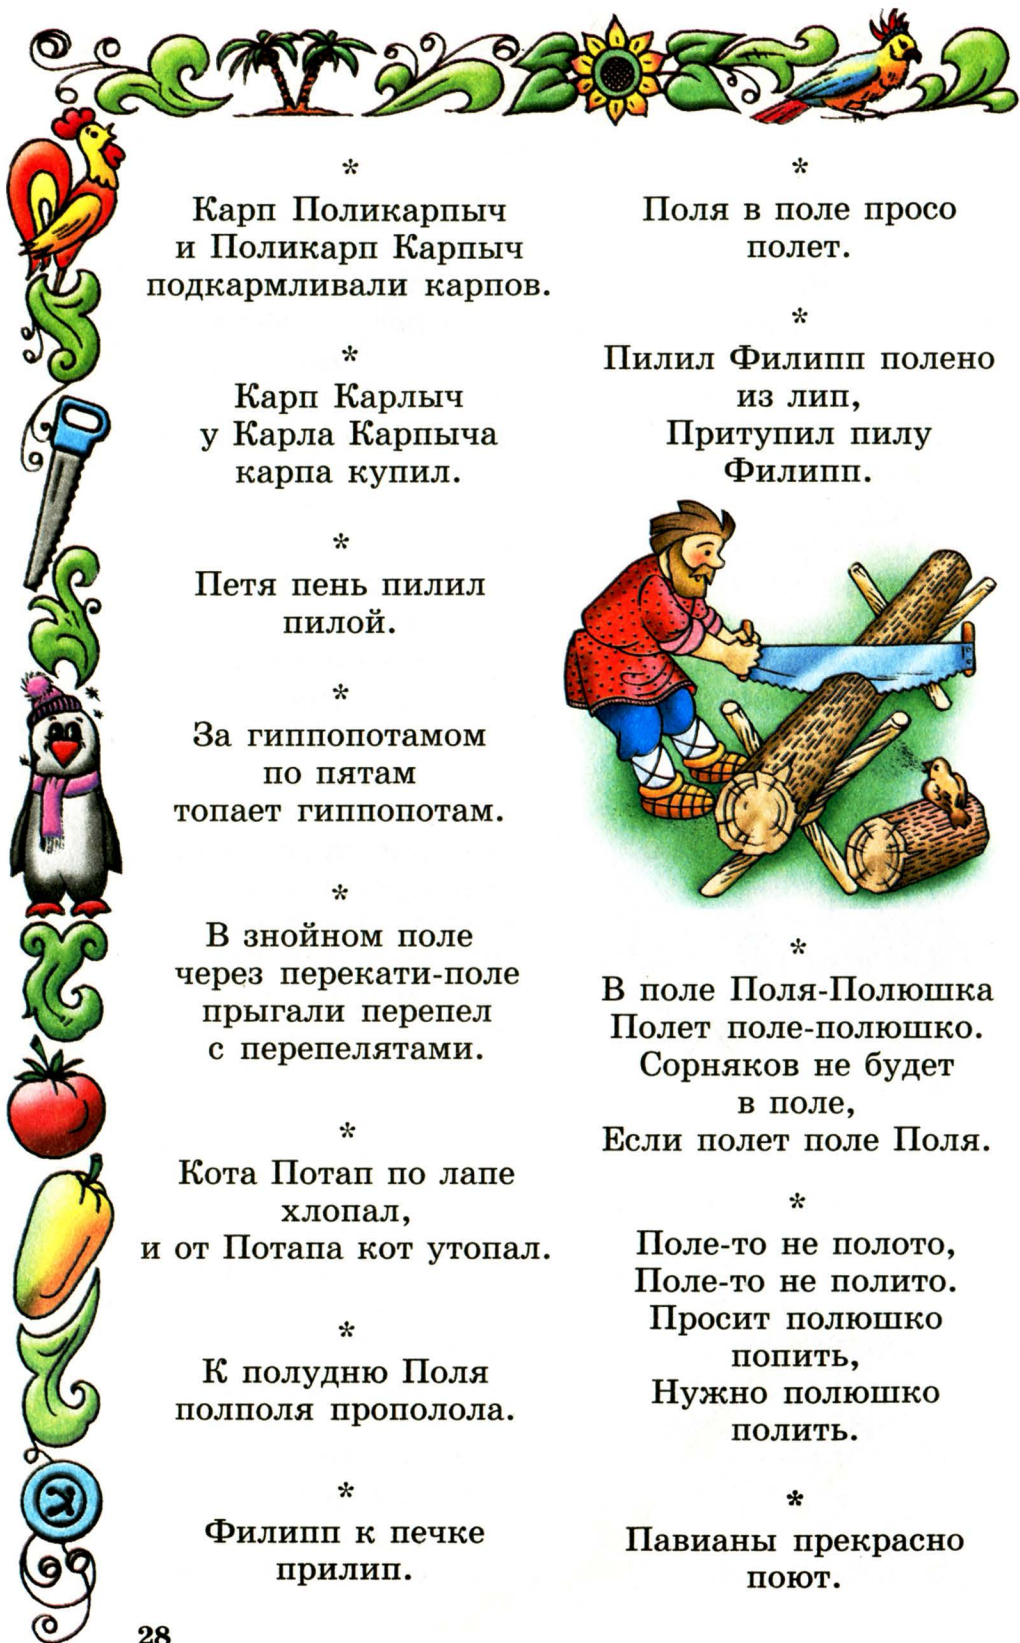 *
Карп Поликарпыч
и Поликарп Карпыч
подкармливали карпов.
*
Карп Карлыч
у Карла Карпыча
карпа купил.
*
Петя пень пилил
пилой.
*
За гиппопотамом
по пятам
топает гиппопотам.
*
В знойном поле
через перекати-поле
прыгали перепел
с перепелятами.
*
Кота Потап по лапе
хлопал,
и от Потапа кот утопал.
*
К полудню Поля
полполя прополола.
*
Филипп к печке
прилип.
*
Поля в поле просо
полет.
*
Пилил Филипп полено
из лип,
Притупил пилу
Филипп.
*
В поле Поля-Полюшка
Полет поле-полюшко.
Сорняков не будет
в поле,
Если полет поле Поля.
*
Поле-то не полото,
Поле-то не полито.
Просит полюшко
попить,
Нужно полюшко
полить.
*
Павианы прекрасно
поют.
28